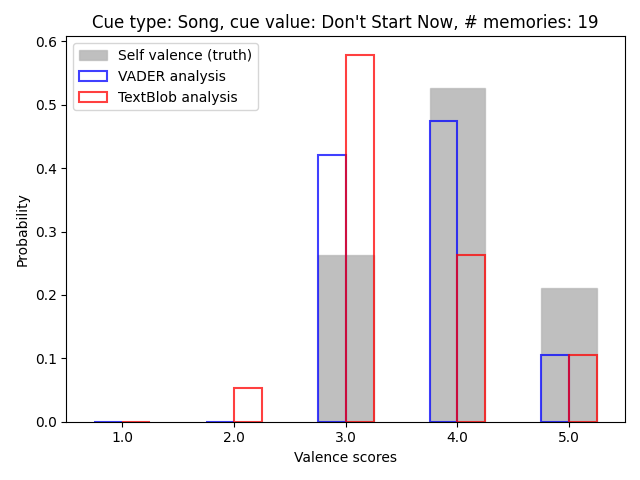 Cue type: Song, cue value: Don't Start Now, # memories: 19
Self valence (truth)
VADER analysis
TextBlob analysis
Probability
0.6
0.5
0.4
0.3
0.2
0.1
0.0
1.0 2.0 3.0 4.0 5.0
Valence scores